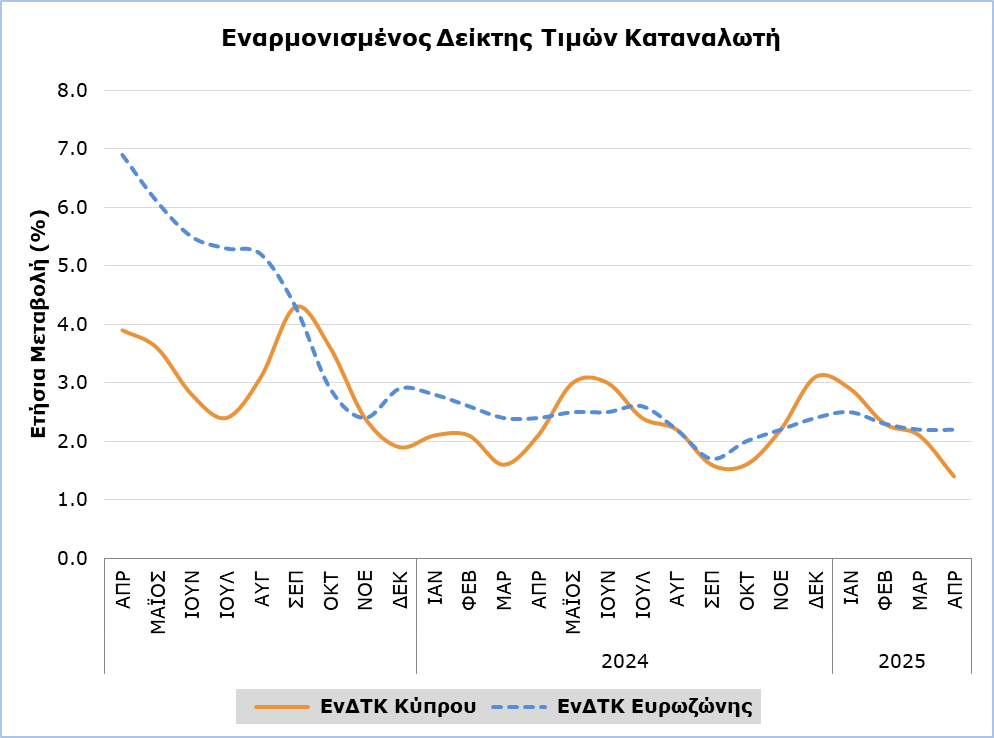 Εναρμονισμένος Δείκτης Τιμών Καταναλωτή
Ετήσια Μεταβολή (%)
8.0
7.0
6.0
5.0
4.0
3.0
2.0
1.0
0.0
ΑΠΡ ΜΑΪΟΣ ΙΟΥΝ ΙΟΥΛ ΑΥΓ ΣΕΠ ΟΚΤ ΝΟΕ ΔΕΚ ΙΑΝ ΦΕΒ ΜΑΡ ΑΠΡ ΜΑΪΟΣ ΙΟΥΝ ΙΟΥΛ ΑΥΓ ΣΕΠ ΟΚΤ ΝΟΕ ΔΕΚ ΙΑΝ ΦΕΒ ΜΑΡ ΑΠΡ
2024 2025
ΕνΔΤΚ Κύπρου ΕνΔΤΚ Ευρωζώνης